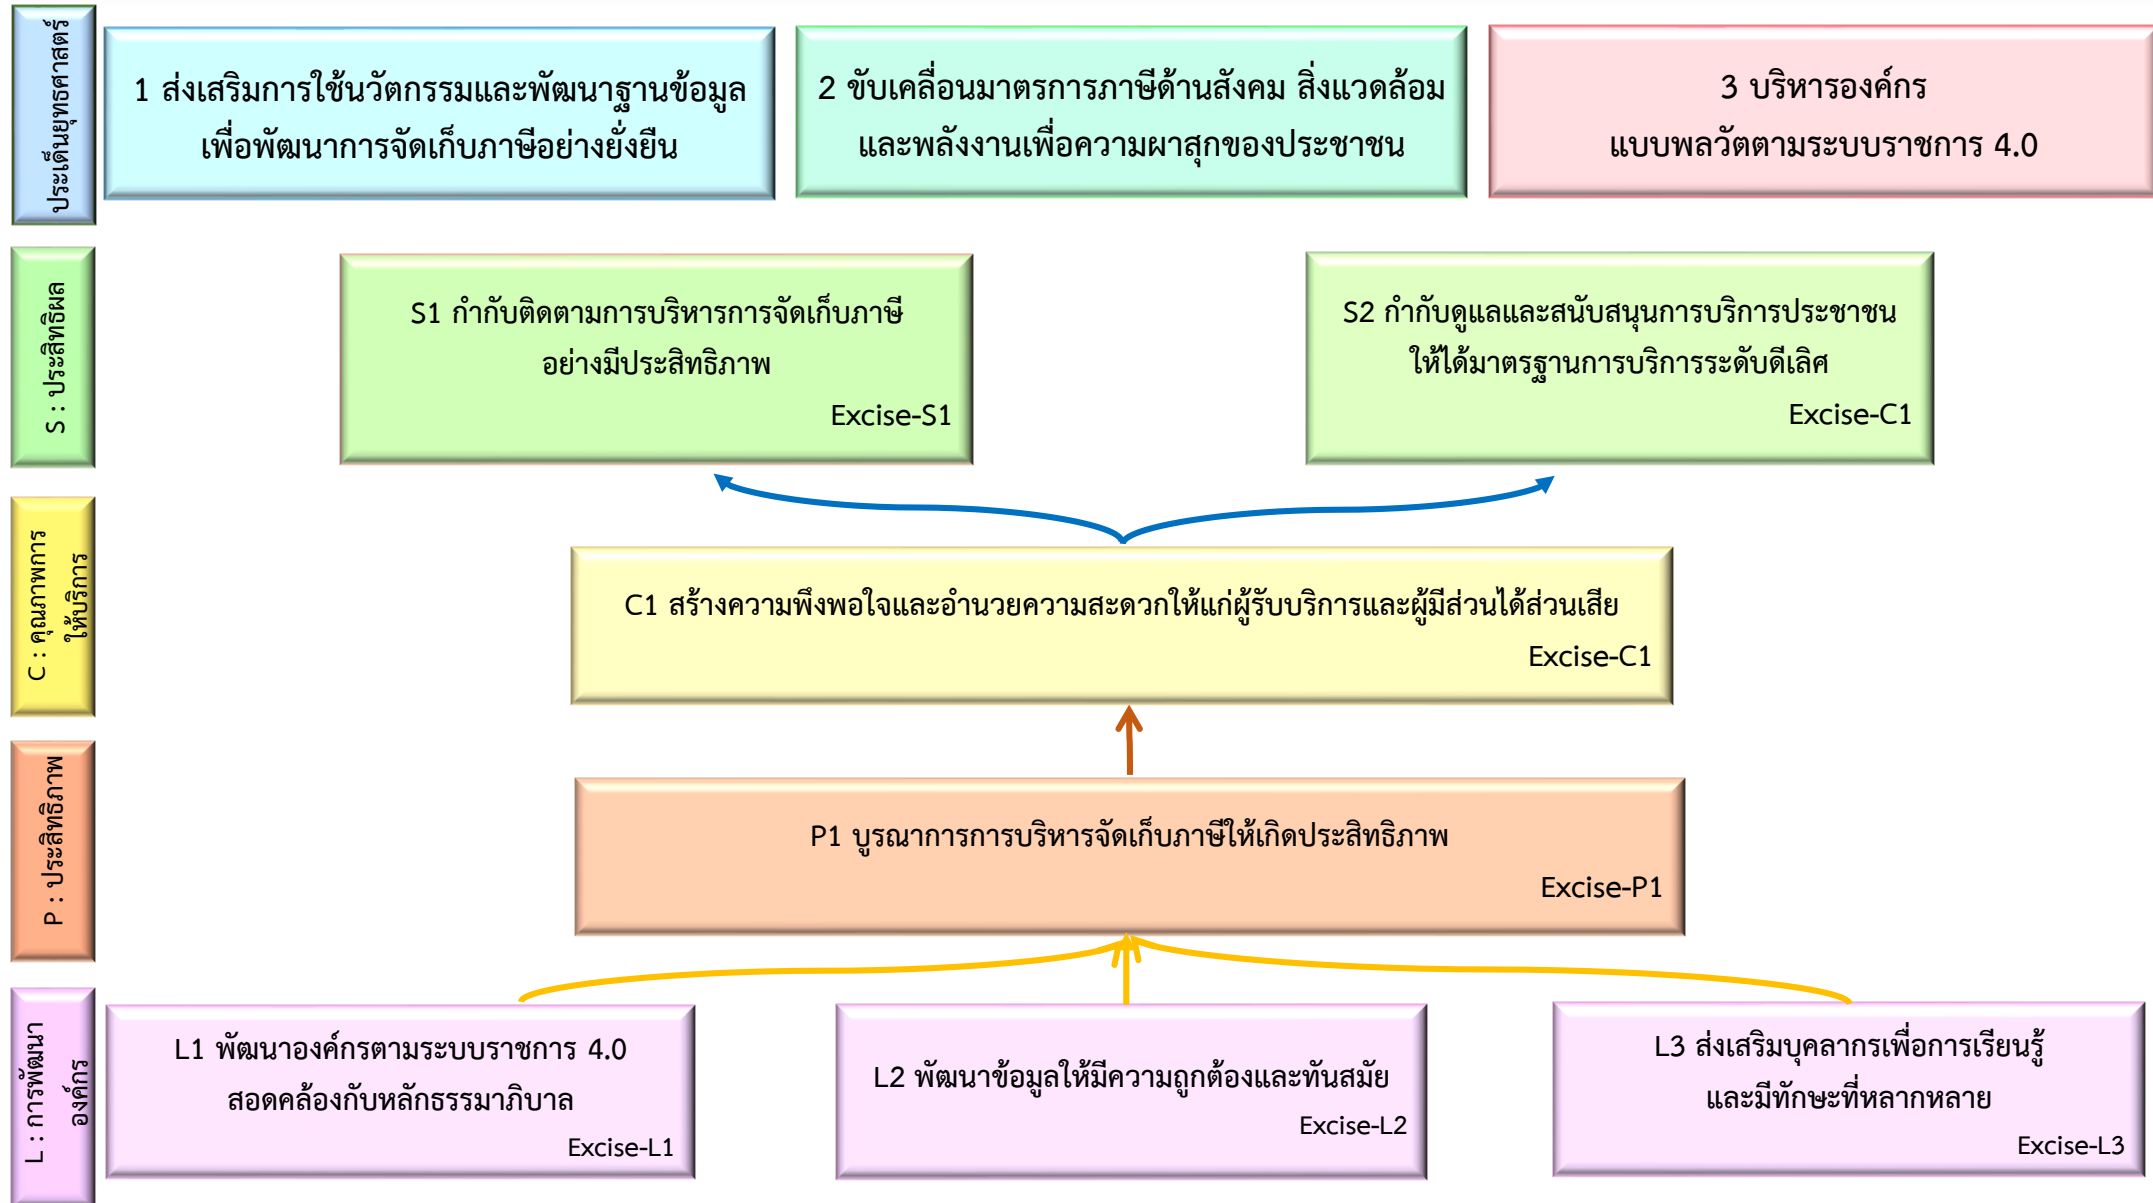 ประเด็นยุทธศาสตร์
1 ส่งเสริมการใช้นวัตกรรมและพัฒนาฐานข้อมูล
เพื่อพัฒนาการจัดเก็บภาษีอย่างยั่งยืน
2 ขับเคลื่อนมาตรการภาษีด้านสังคม สิ่งแวดล้อม
และพลังงานเพื่อความผาสุกของประชาชน
3 บริหารองค์กร
แบบพลวัตตามระบบราชการ 4.0
S : ประสิทธิผล
S1 กำกับติดตามการบริหารการจัดเก็บภาษี
อย่างมีประสิทธิภาพ
Excise-S1
S2 กำกับดูแลและสนับสนุนการบริการประชาชน
ให้ได้มาตรฐานการบริการระดับดีเลิศ
Excise-C1
C : คุณภาพการ
ให้บริการ
C1 สร้างความพึงพอใจและอำนวยความสะดวกให้แก่ผู้รับบริการและผู้มีส่วนได้ส่วนเสีย
Excise-C1
P : ประสิทธิภาพ
P1 บูรณาการการบริหารจัดเก็บภาษีให้เกิดประสิทธิภาพ
Excise-P1
L : การพัฒนา
องค์กร
L1 พัฒนาองค์กรตามระบบราชการ 4.0
สอดคล้องกับหลักธรรมาภิบาล
Excise-L1
L2 พัฒนาข้อมูลให้มีความถูกต้องและทันสมัย
Excise-L2
L3 ส่งเสริมบุคลากรเพื่อการเรียนรู้
และมีทักษะที่หลากหลาย
Excise-L3